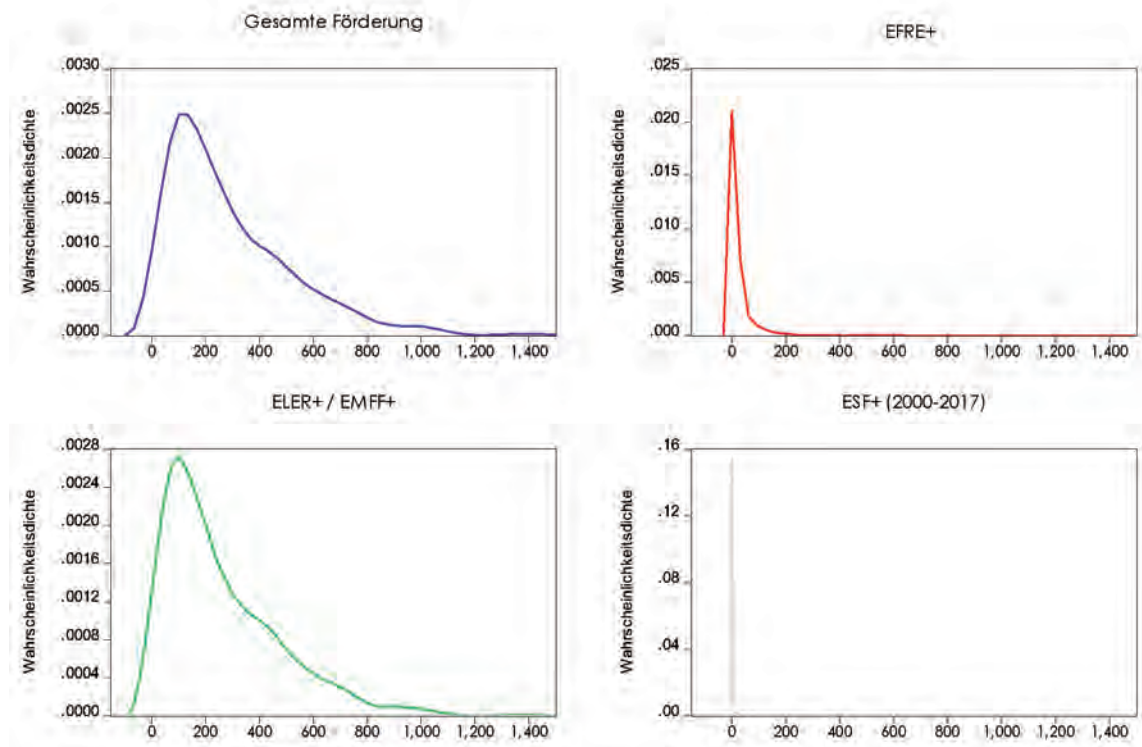 Gesamte Förderung
Wahrscheinlichkeitsdichte
.0030
.0025
.0020
.0015
.0010
.0005
.0000
0 200 400 600 800 1,000 1,200 1,400
EFRE+
Wahrscheinlichkeitsdichte
.025
.020
.015
.010
.005
.000
0 200 400 600 800 1,000 1,200 1,400
ELER+ / EMFF+
Wahrscheinlichkeitsdichte
.0028
.0024
.0020
.0016
.0012
.0008
.0004
.0000
0 200 400 600 800 1,000 1,200 1,400
ESF+ (2000-2017)
Wahrscheinlichkeitsdichte
.16
.12
.08
.04
.00
0 200 400 600 800 1,000 1,200 1,400